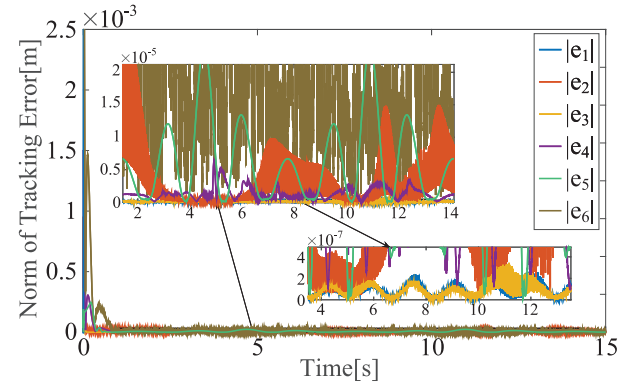 ×10⁻³
2.5
2
1.5
1
0.5
0
Norm of Tracking Error[m]
0 5 10 15
Time[s]
×10⁻⁵
2
1.5
1
0.5
0
2 4 6 8 10 12 14
×10⁻⁷
4
2
0
4 6 8 10 12
|e₁|
|e₂|
|e₃|
|e₄|
|e₅|
|e₆|